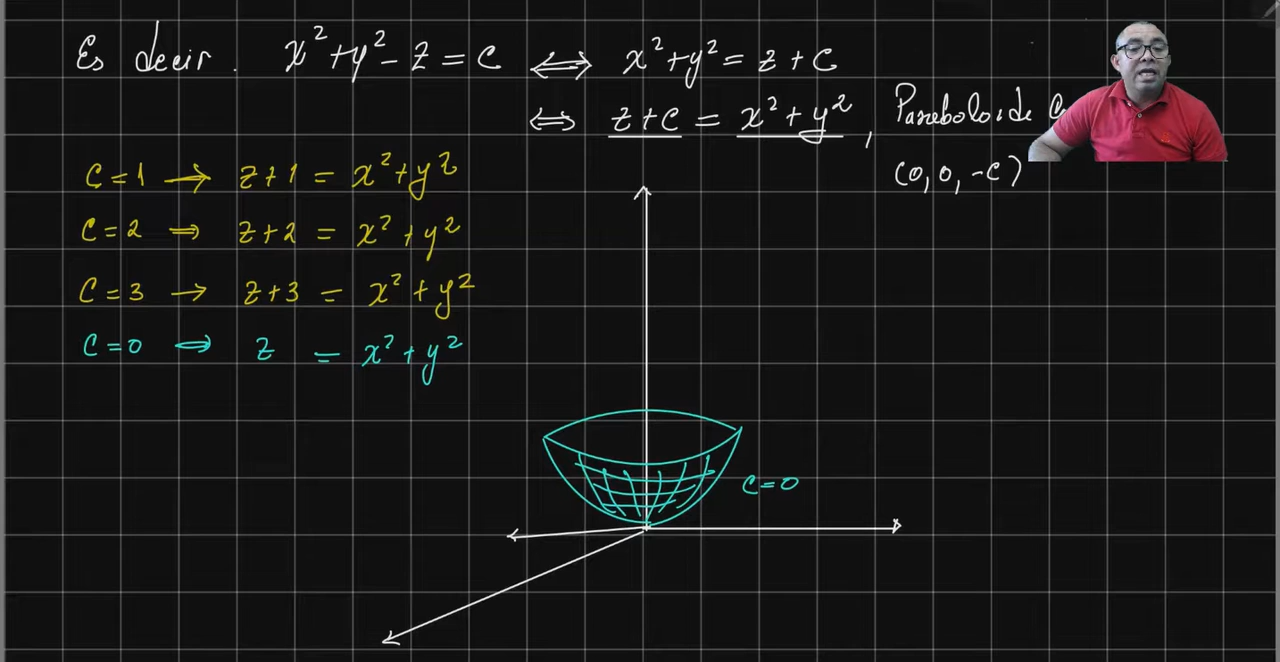 Es decir. x²+y²-z=C ⟺ x²+y²=z+C
⟺ z+C = x²+y², Paraboloide
(0,0,-C)
C=1 → z+1 = x²+y²
C=2 ⇒ z+2 = x²+y²
C=3 → z+3 = x²+y²
C=0 ⇒ z = x²+y²
C=0